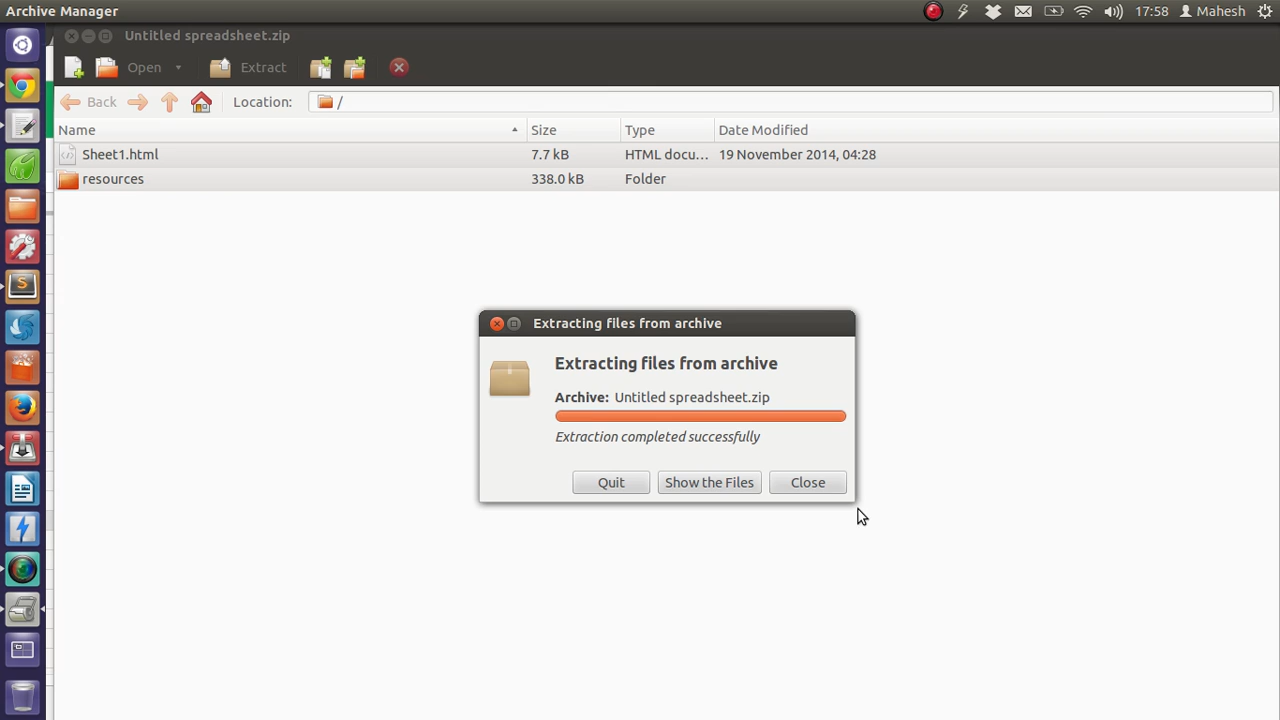 Archive Manager 17:58 Mahesh
Untitled spreadsheet.zip
Open Extract
Back Location: /
Name Size Type Date Modified
Sheet1.html 7.7 kB HTML docu... 19 November 2014, 04:28
resources 338.0 kB Folder
Extracting files from archive
Extracting files from archive
Archive: Untitled spreadsheet.zip
Extraction completed successfully
Quit Show the Files Close